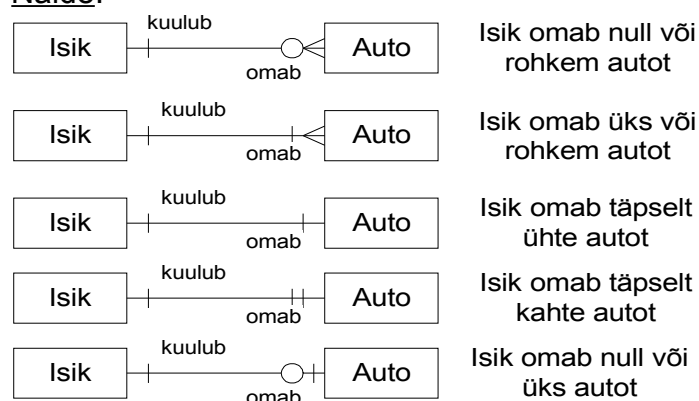 Näide:
kuulub
Isik
Auto
omab
Isik omab null või
rohkem autot
kuulub
Isik
Auto
omab
Isik omab üks või
rohkem autot
kuulub
Isik
Auto
omab
Isik omab täpselt
ühte autot
kuulub
Isik
Auto
omab
Isik omab täpselt
kahte autot
kuulub
Isik
Auto
omab
Isik omab null või
üks autot